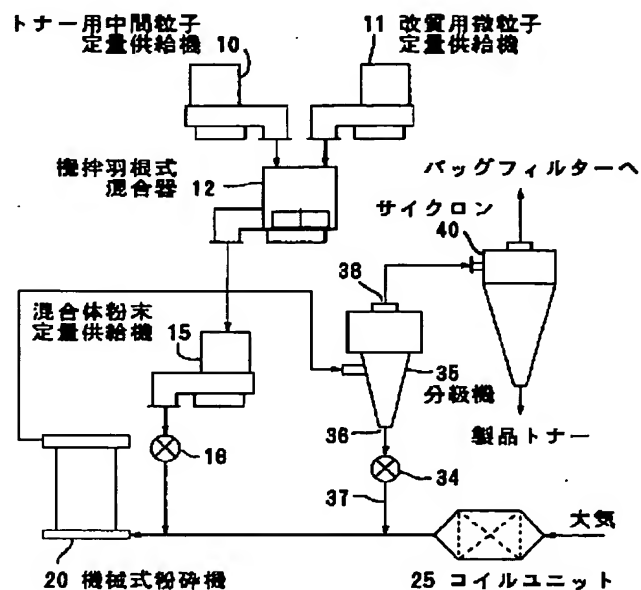 トナー用中間粒子
定量供給機 10
11 改質用微粒子
定量供給機
攪拌羽根式
混合器 12
バッグフィルターへ
サイクロン
40
38
混合体粉末
定量供給機
15
35
分級機
36
製品トナー
16
34
37
大気
20 機械式粉砕機
25 コイルユニット